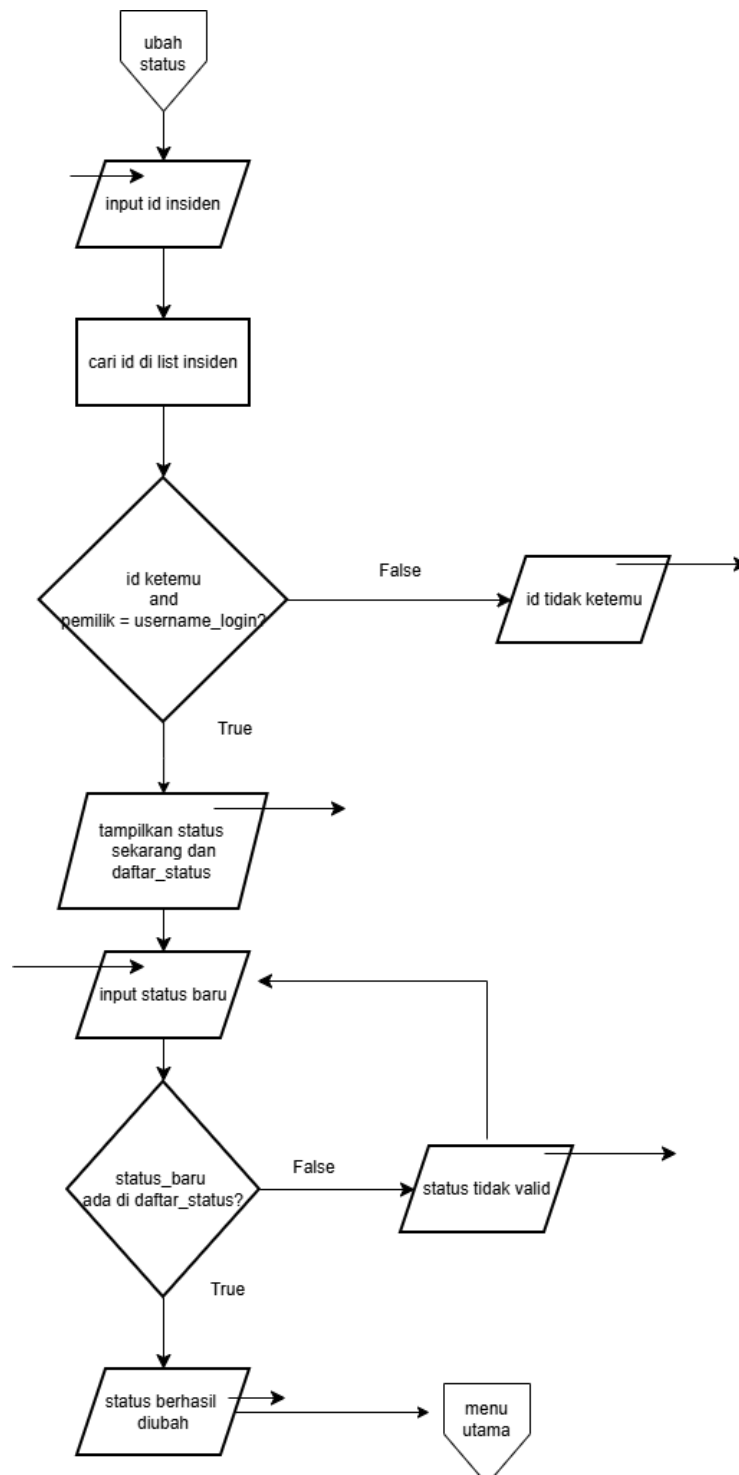 ubah
status
input id insiden
cari id di list insiden
id ketemu
and
pemilik = username_login?
False
id tidak ketemu
True
tampilkan status
sekarang dan
daftar_status
input status baru
status_baru
ada di daftar_status?
False
status tidak valid
True
status berhasil
diubah
menu
utama